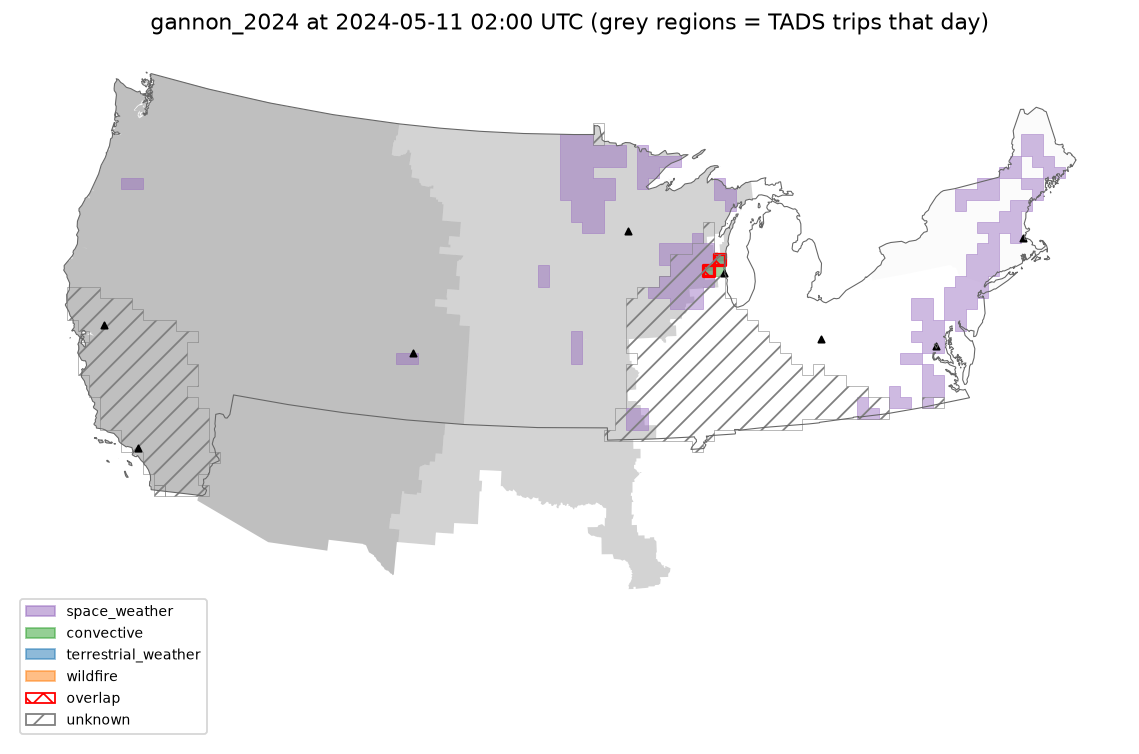 gannon_2024 at 2024-05-11 02:00 UTC (grey regions = TADS trips that day)
space_weather
convective
terrestrial_weather
wildfire
overlap
unknown